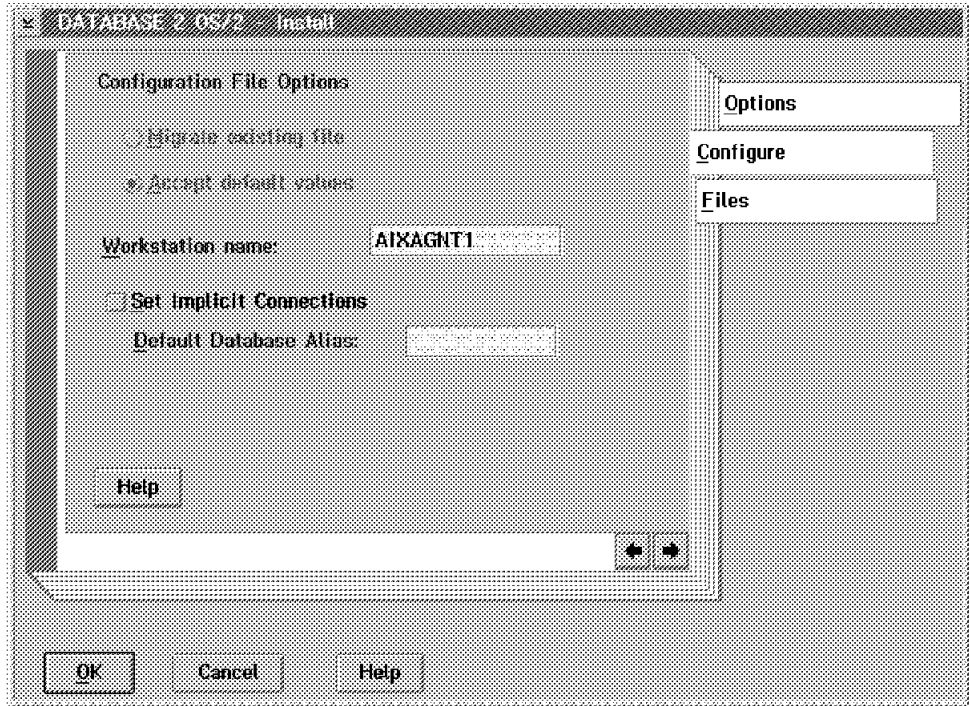 DATABASE 2 OS/2 - Install
Configuration File Options
Migrate existing file
Accept default values
Workstation name: AIXAGNT1
Set Implicit Connections
Default Database Alias:
Help
Options
Configure
Files
OK Cancel Help